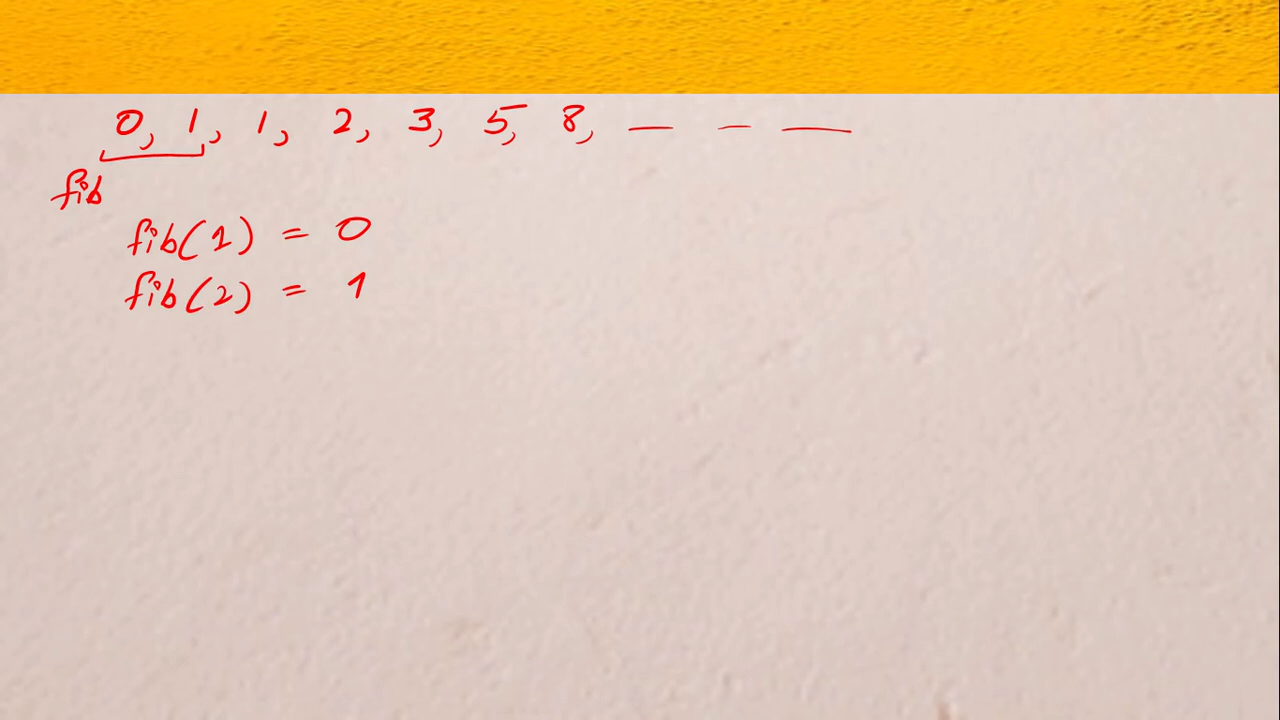 0, 1, 1, 2, 3, 5, 8, — — —
fib
fib(1) = 0
fib(2) = 1